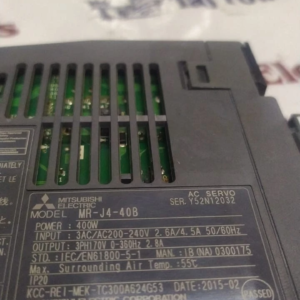 MITSUBISHI
ELECTRIC
AC SERVO
SER.Y52N12032
MODEL MR-J4-40B
POWER : 400W
INPUT : 3AC/AC200-240V 2.6A/4.5A 50/60Hz
OUTPUT : 3PH170V 0-360Hz 2.8A
STD.: IEC/EN61800-5-1 MAN.: IB(NA)0300175
Max. Surrounding Air Temp.:55C
IP20
KCC-REI-MEK-TC300A624G53 DATE:2015-02
PASSED